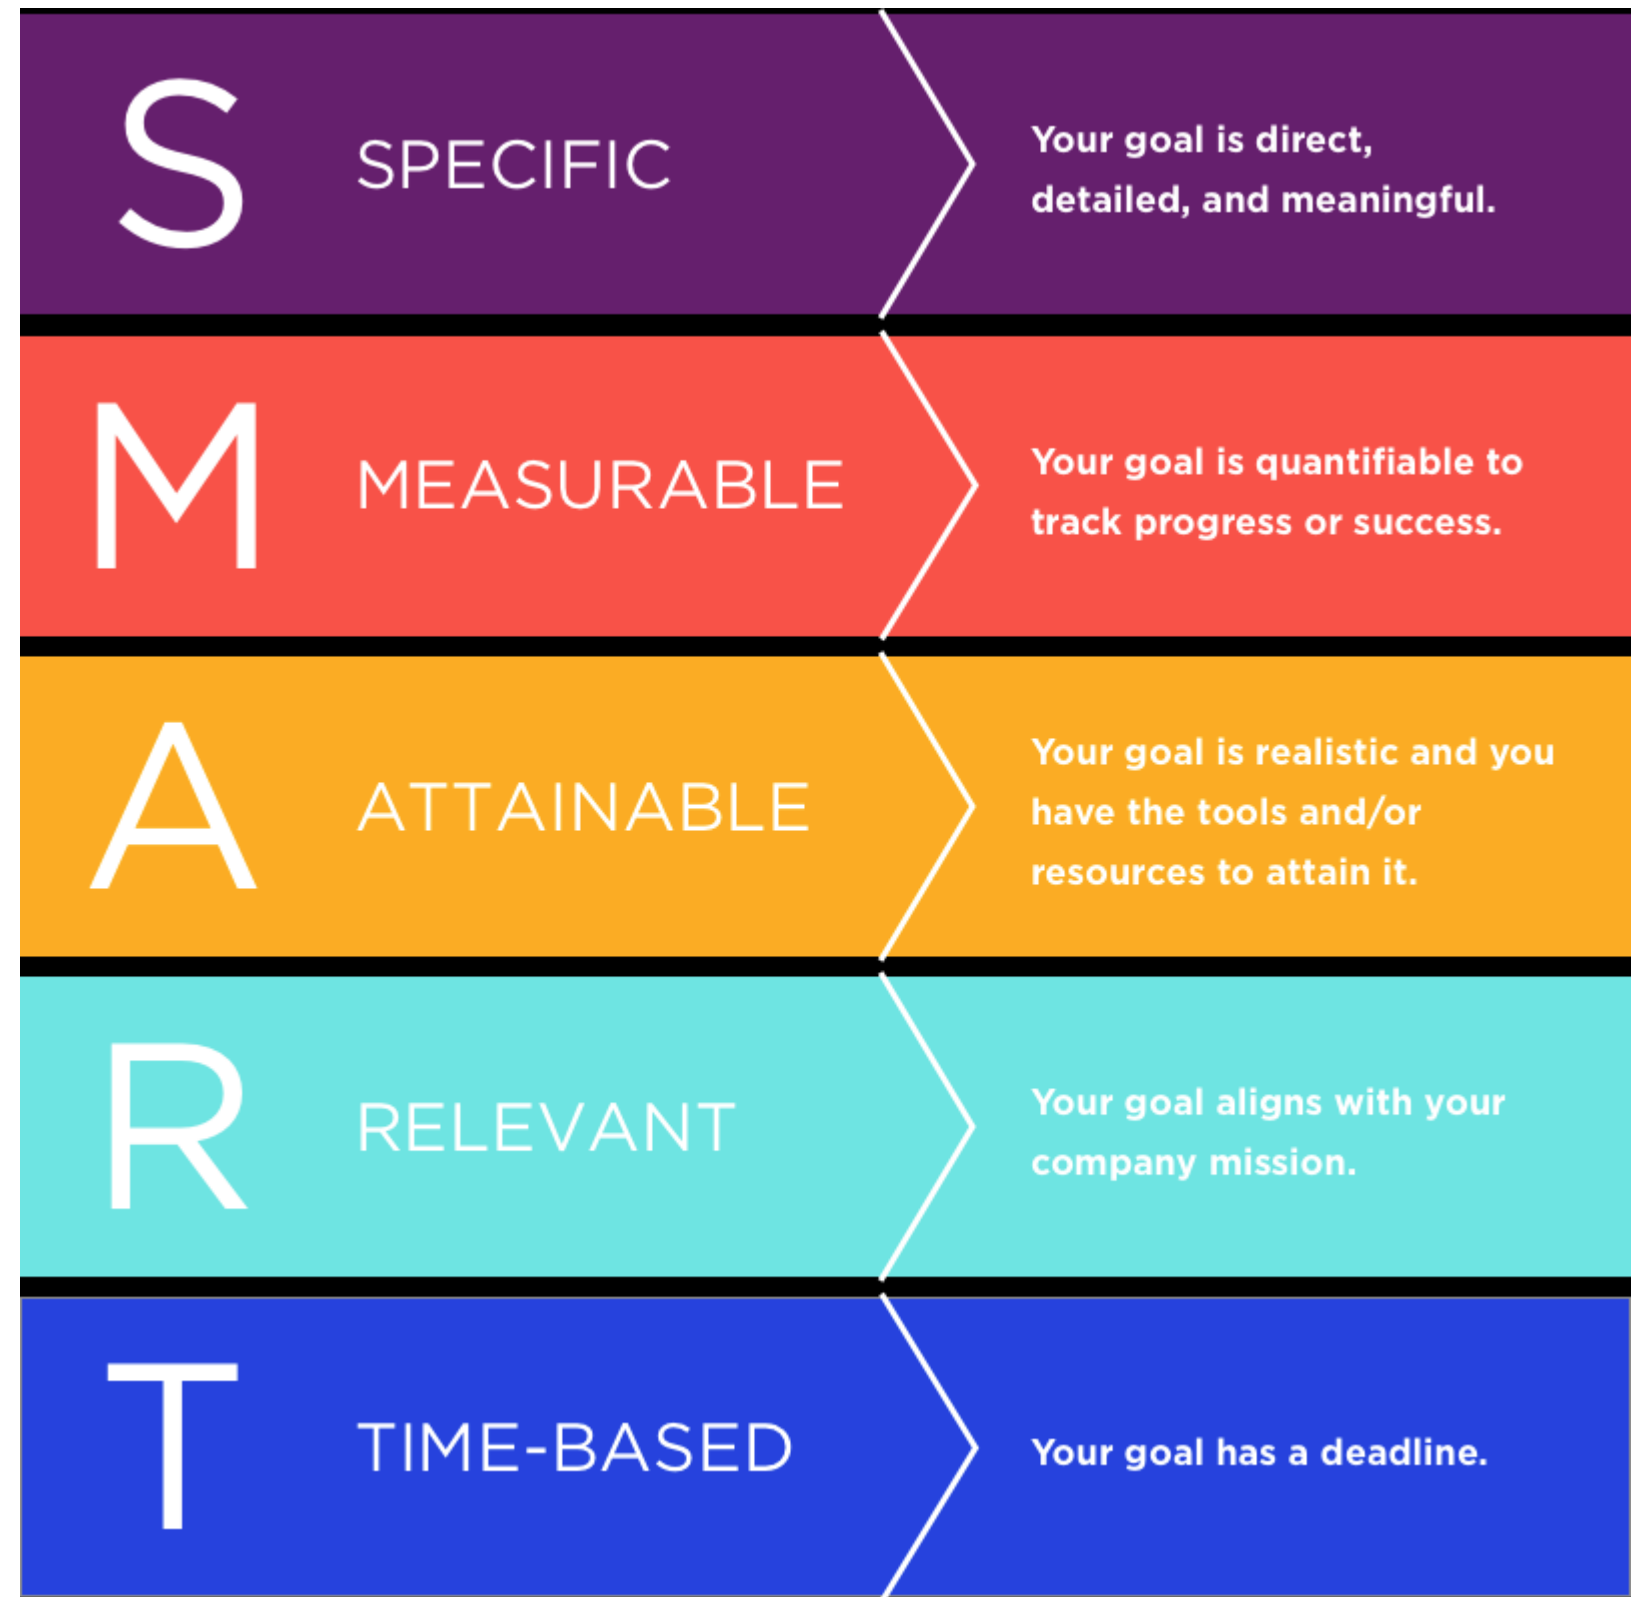 S
SPECIFIC
Your goal is direct,
detailed, and meaningful.
M
MEASURABLE
Your goal is quantifiable to
track progress or success.
A
ATTAINABLE
Your goal is realistic and you
have the tools and/or
resources to attain it.
R
RELEVANT
Your goal aligns with your
company mission.
T
TIME-BASED
Your goal has a deadline.